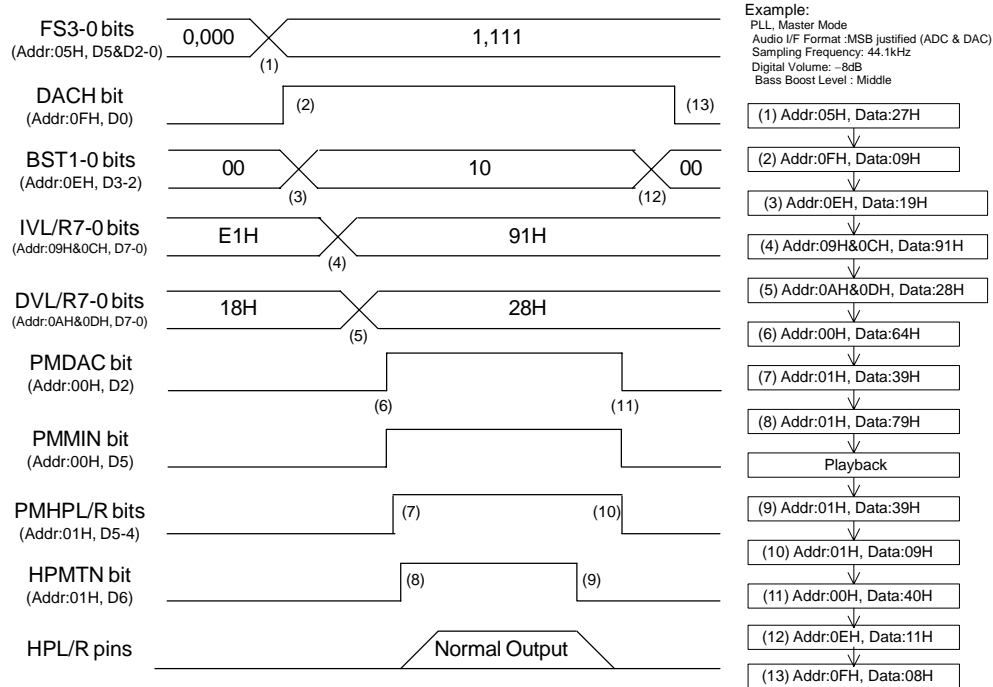 FS3-0 bits
(Addr:05H, D5&D2-0)
0,000
1,111
(1)
DACH bit
(Addr:0FH, D0)
(2)
(13)
BST1-0 bits
(Addr:0EH, D3-2)
00
10
00
(3)
(12)
IVL/R7-0 bits
(Addr:09H&0CH, D7-0)
E1H
91H
(4)
DVL/R7-0 bits
(Addr:0AH&0DH, D7-0)
18H
28H
(5)
PMDAC bit
(Addr:00H, D2)
(6)
(11)
PMMIN bit
(Addr:00H, D5)
PMHPL/R bits
(Addr:01H, D5-4)
(7)
(10)
HPMTN bit
(Addr:01H, D6)
(8)
(9)
HPL/R pins
Normal Output
Example:
PLL, Master Mode
Audio I/F Format :MSB justified (ADC & DAC)
Sampling Frequency: 44.1kHz
Digital Volume: −8dB
Bass Boost Level : Middle
(1) Addr:05H, Data:27H
(2) Addr:0FH, Data:09H
(3) Addr:0EH, Data:19H
(4) Addr:09H&0CH, Data:91H
(5) Addr:0AH&0DH, Data:28H
(6) Addr:00H, Data:64H
(7) Addr:01H, Data:39H
(8) Addr:01H, Data:79H
Playback
(9) Addr:01H, Data:39H
(10) Addr:01H, Data:09H
(11) Addr:00H, Data:40H
(12) Addr:0EH, Data:11H
(13) Addr:0FH, Data:08H